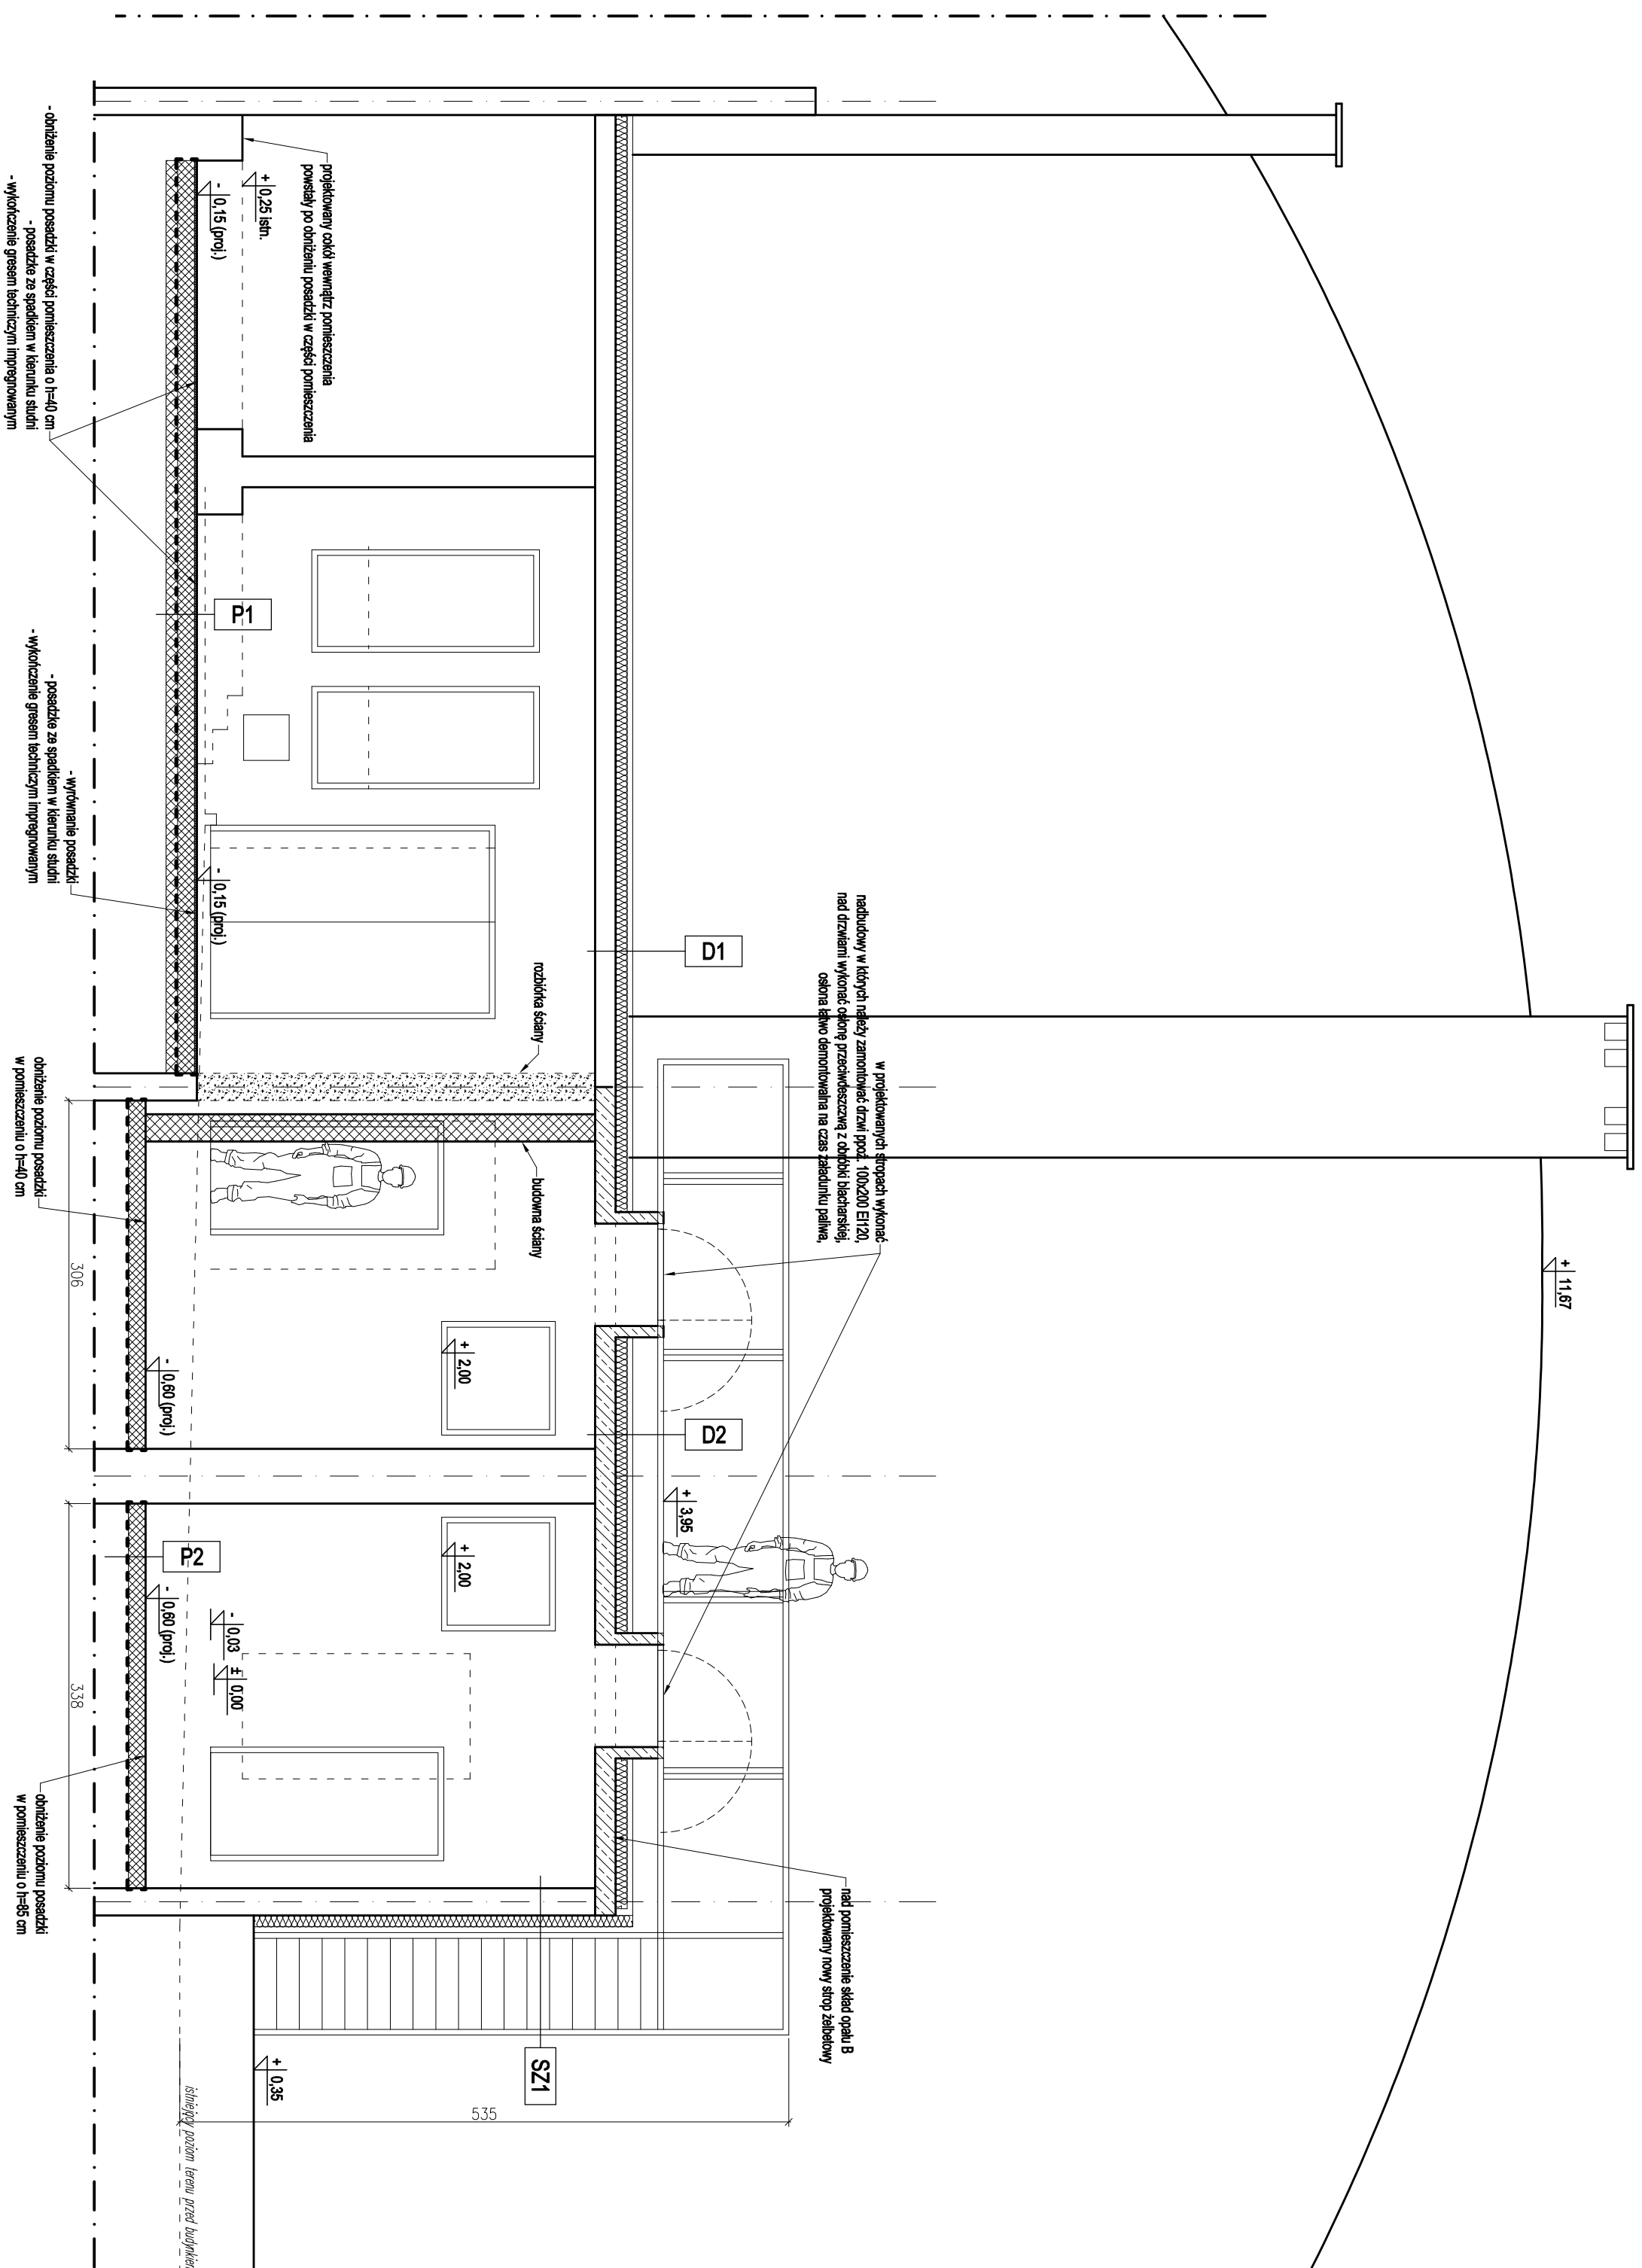 + 11,67
w projektowanych stropach wykonać
nadbudowy w których należy zamontować drzwi ppoż. 100x200 EI120,
nad drzwiami wykonać osłonę przeciwdeszczwą z obróbki blacharskiej,
osłona łatwo demontowalna na czas załadunku paliwa,
nad pomieszczenie skład opału B
projektowany nowy strop żelbetowy
D1
D2
+ 3,95
rozbiórka ściany
budowna ściany
SZ1
+ 2,00
+ 2,00
projektowany cokół wewnątrz pomieszczenia
powstały po obniżeniu posadzki w części pomieszczenia
+ 0,25 istn.
- 0,15 (proj.)
P1
- 0,15 (proj.)
- 0,03
± 0,00
+ 0,35
535
- 0,60 (proj.)
P2
- 0,60 (proj.)
istniejący poziom terenu przed budynkiem
306
338
- obniżenie poziomu posadzki w części pomieszczenia o h=40 cm
- posadzke ze spadkiem w kierunku studni
- wykończenie gresem techniczym impregnowanym
- wyrównanie posadzki
- posadzke ze spadkiem w kierunku studni
- wykończenie gresem techniczym impregnowanym
obniżenie poziomu posadzki
w pomieszczeniu o h=40 cm
obniżenie poziomu posadzki
w pomieszczeniu o h=85 cm